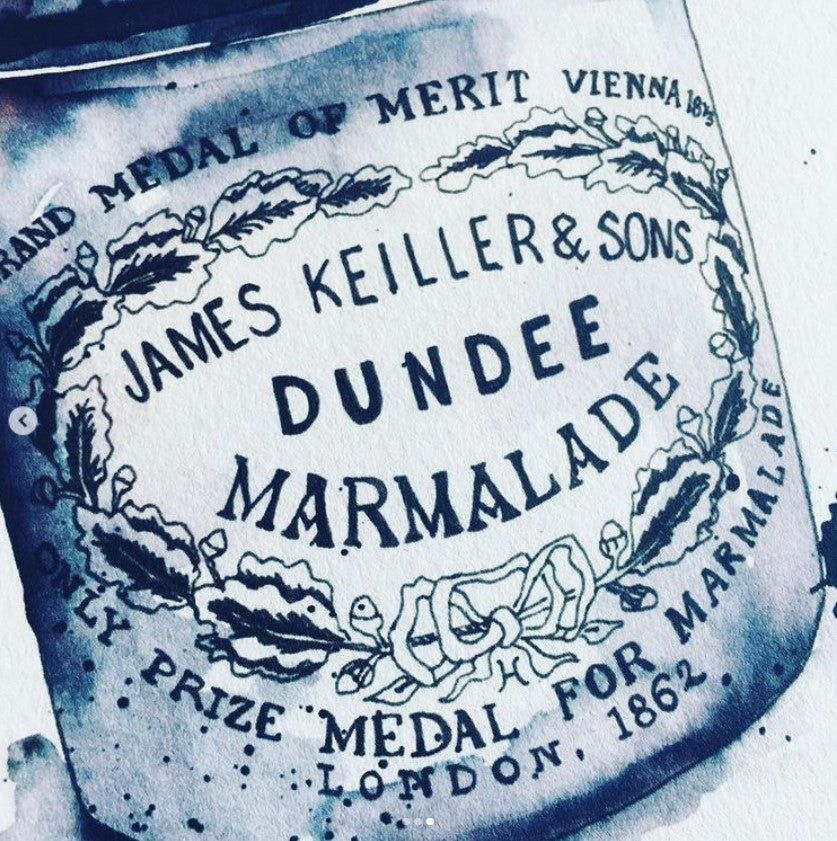 RAND MEDAL OF MERIT VIENNA 1873
JAMES KEILLER & SONS
DUNDEE
MARMALADE
ONLY PRIZE MEDAL FOR MARMALADE
LONDON, 1862